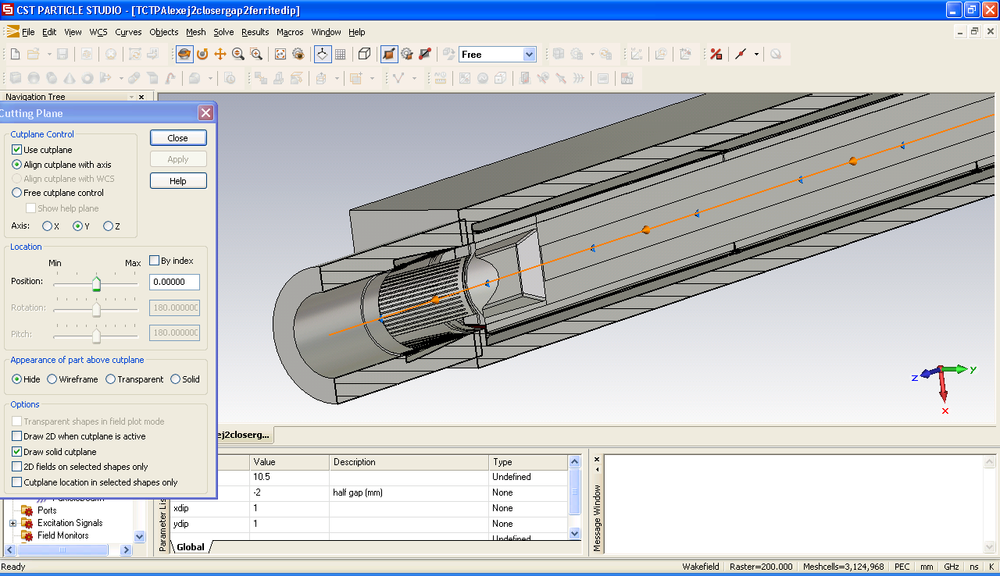 CST PARTICLE STUDIO - [TCTPAlexej2closergap2ferritedip]
File Edit View WCS Curves Objects Mesh Solve Results Macros Window Help
Free
Navigation Tree
Cutting Plane
Cutplane Control
Use cutplane
Align cutplane with axis
Align cutplane with WCS
Free cutplane control
Show help plane
Axis: X Y Z
Close
Apply
Help
Location
Min Max By index
Position: 0.00000
Rotation: 180.000000
Pitch: 180.000000
Appearance of part above cutplane
Hide Wireframe Transparent Solid
Options
Transparent shapes in field plot mode
Draw 2D when cutplane is active
Draw solid cutplane
2D fields on selected shapes only
Cutplane location in selected shapes only
Ports
Excitation Signals
Field Monitors
z y x
ej2closerg...
Value Description Type
10.5 Undefined
-2 half gap (mm) None
xdip 1 None
ydip 1 None
Undefined
Parameter Lis
Global
Message Window
Ready Wakefield Raster=200.000 Meshcells=3,124,968 PEC mm GHz ns K